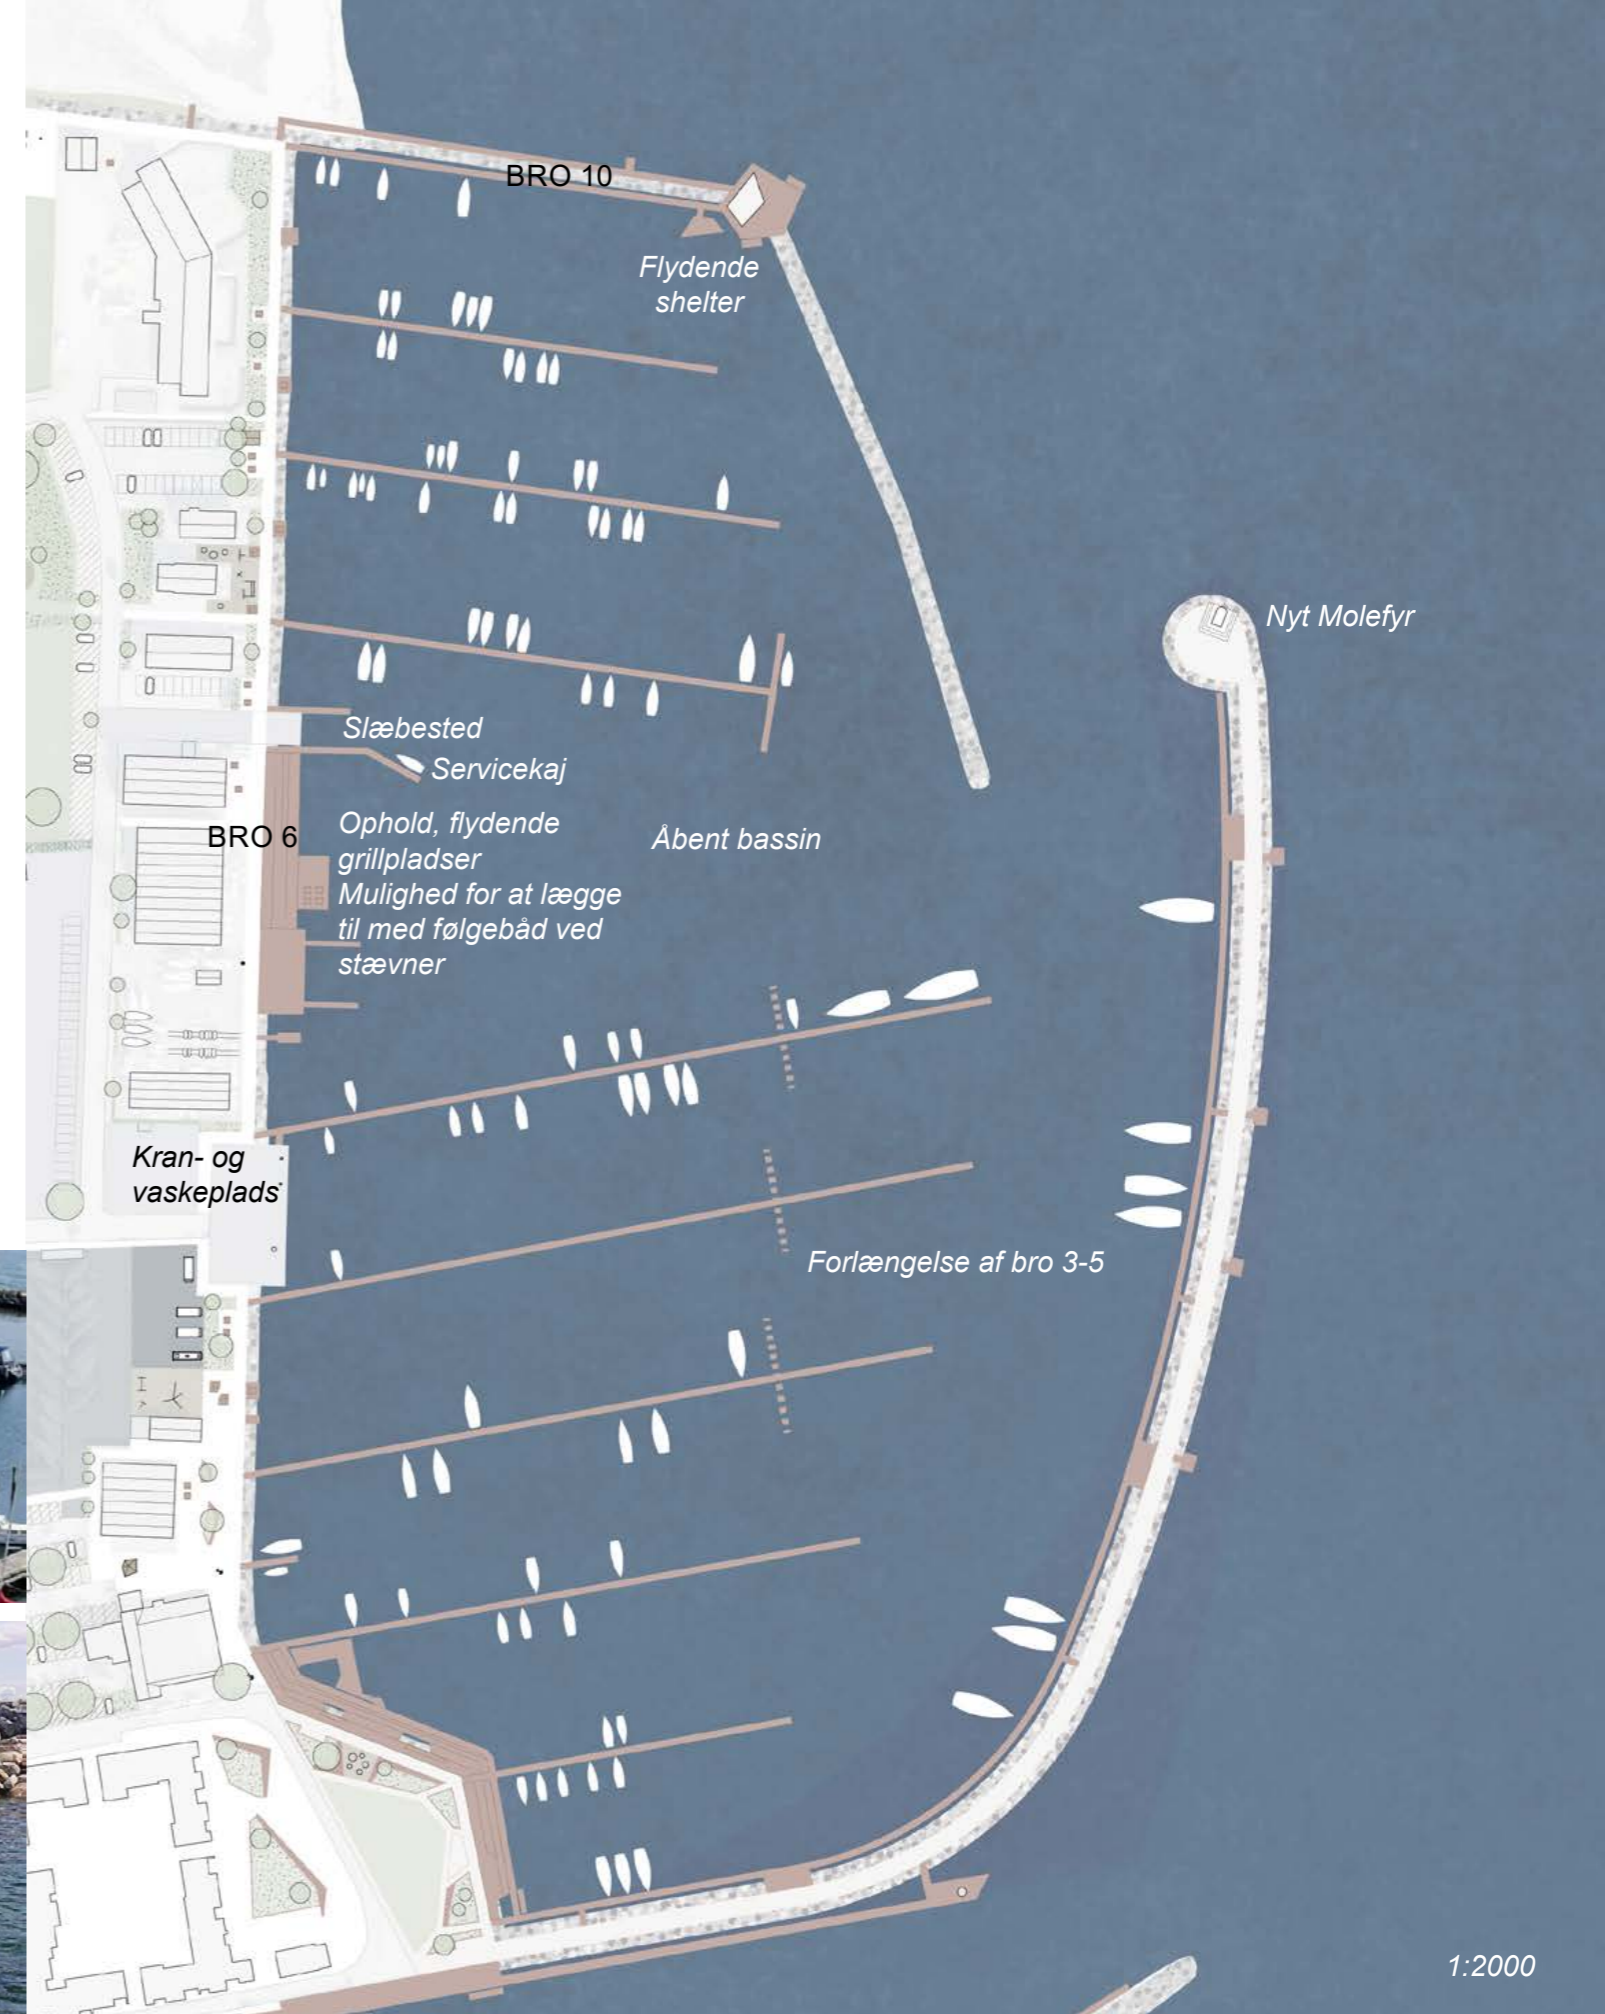 BRO 10
Flydende
shelter
Nyt Molefyr
Slæbested
Servicekaj
BRO 6
Ophold, flydende
grillpladser
Mulighed for at lægge
til med følgebåd ved
stævner
Åbent bassin
Kran- og
vaskeplads
Forlængelse af bro 3-5
1:2000